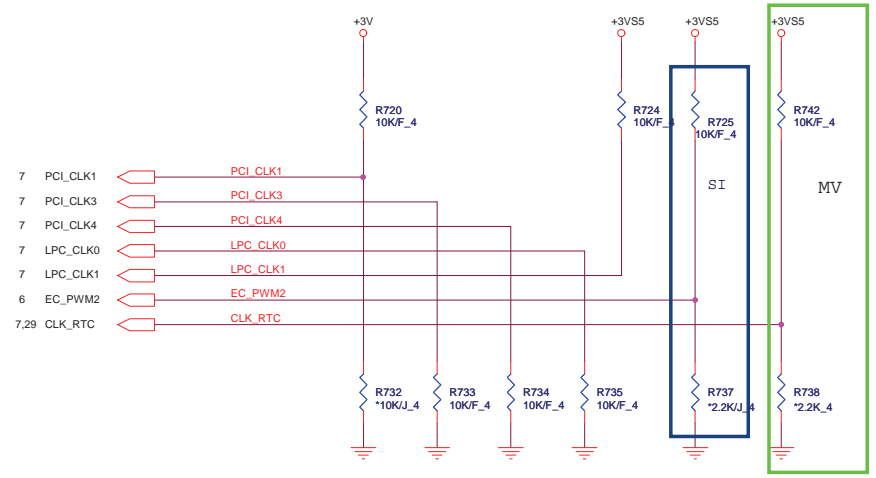 +3V
+3VS5
+3VS5
+3VS5
R720
10K/F_4
R724
10K/F_4
R725
10K/F_4
R742
10K/F_4
7 PCI_CLK1 PCI_CLK1
SI
MV
7 PCI_CLK3 PCI_CLK3
7 PCI_CLK4 PCI_CLK4
7 LPC_CLK0 LPC_CLK0
7 LPC_CLK1 LPC_CLK1
6 EC_PWM2 EC_PWM2
7,29 CLK_RTC CLK_RTC
R732
*10K/J_4
R733
10K/F_4
R734
10K/F_4
R735
10K/F_4
R737
*2.2K/J_4
R738
*2.2K_4